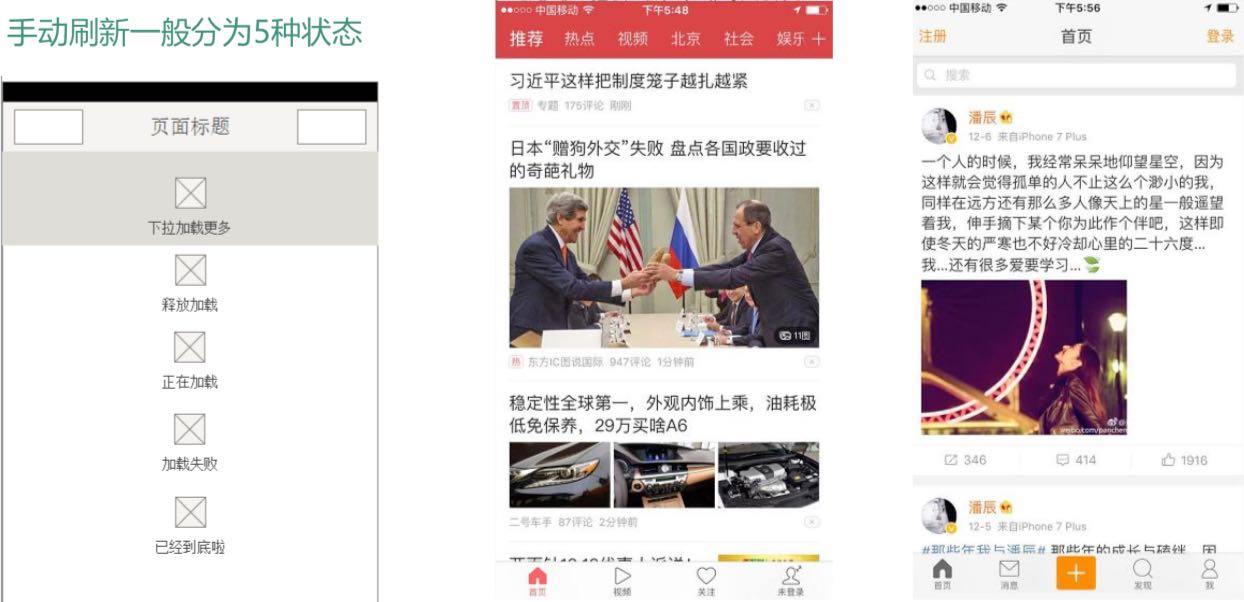 手动刷新一般分为5种状态
页面标题
下拉加载更多
释放加载
正在加载
加载失败
已经到底啦
中国移动 下午5:48
推荐 热点 视频 北京 社会 娱乐 +
习近平这样把制度笼子越扎越紧
置顶 专题 175评论 刚刚
日本“赠狗外交”失败 盘点各国政要收过
的奇葩礼物
11图
热 东方IC图说国际 947评论 1分钟前
稳定性全球第一，外观内饰上乘，油耗极
低免保养，29万买啥A6
二号车手 87评论 2分钟前
首页 视频 关注 未登录
中国移动 下午5:56
注册 首页 登录
搜索
潘辰
12-6 来自iPhone 7 Plus
一个人的时候，我经常呆呆地仰望星空，因为
这样就会觉得孤单的人不止这么个渺小的我，
同样在远方还有那么多人像天上的星一般遥望
着我，伸手摘下某个你为此作个伴吧，这样即
使冬天的严寒也不好冷却心里的二十六度...
我...还有很多爱要学习...
weibo.com/panchen
346 414 1916
潘辰
12-5 来自iPhone 7 Plus
#那些年我与潘辰# 那些年的成长与磕绊，因
首页 消息 + 发现 我